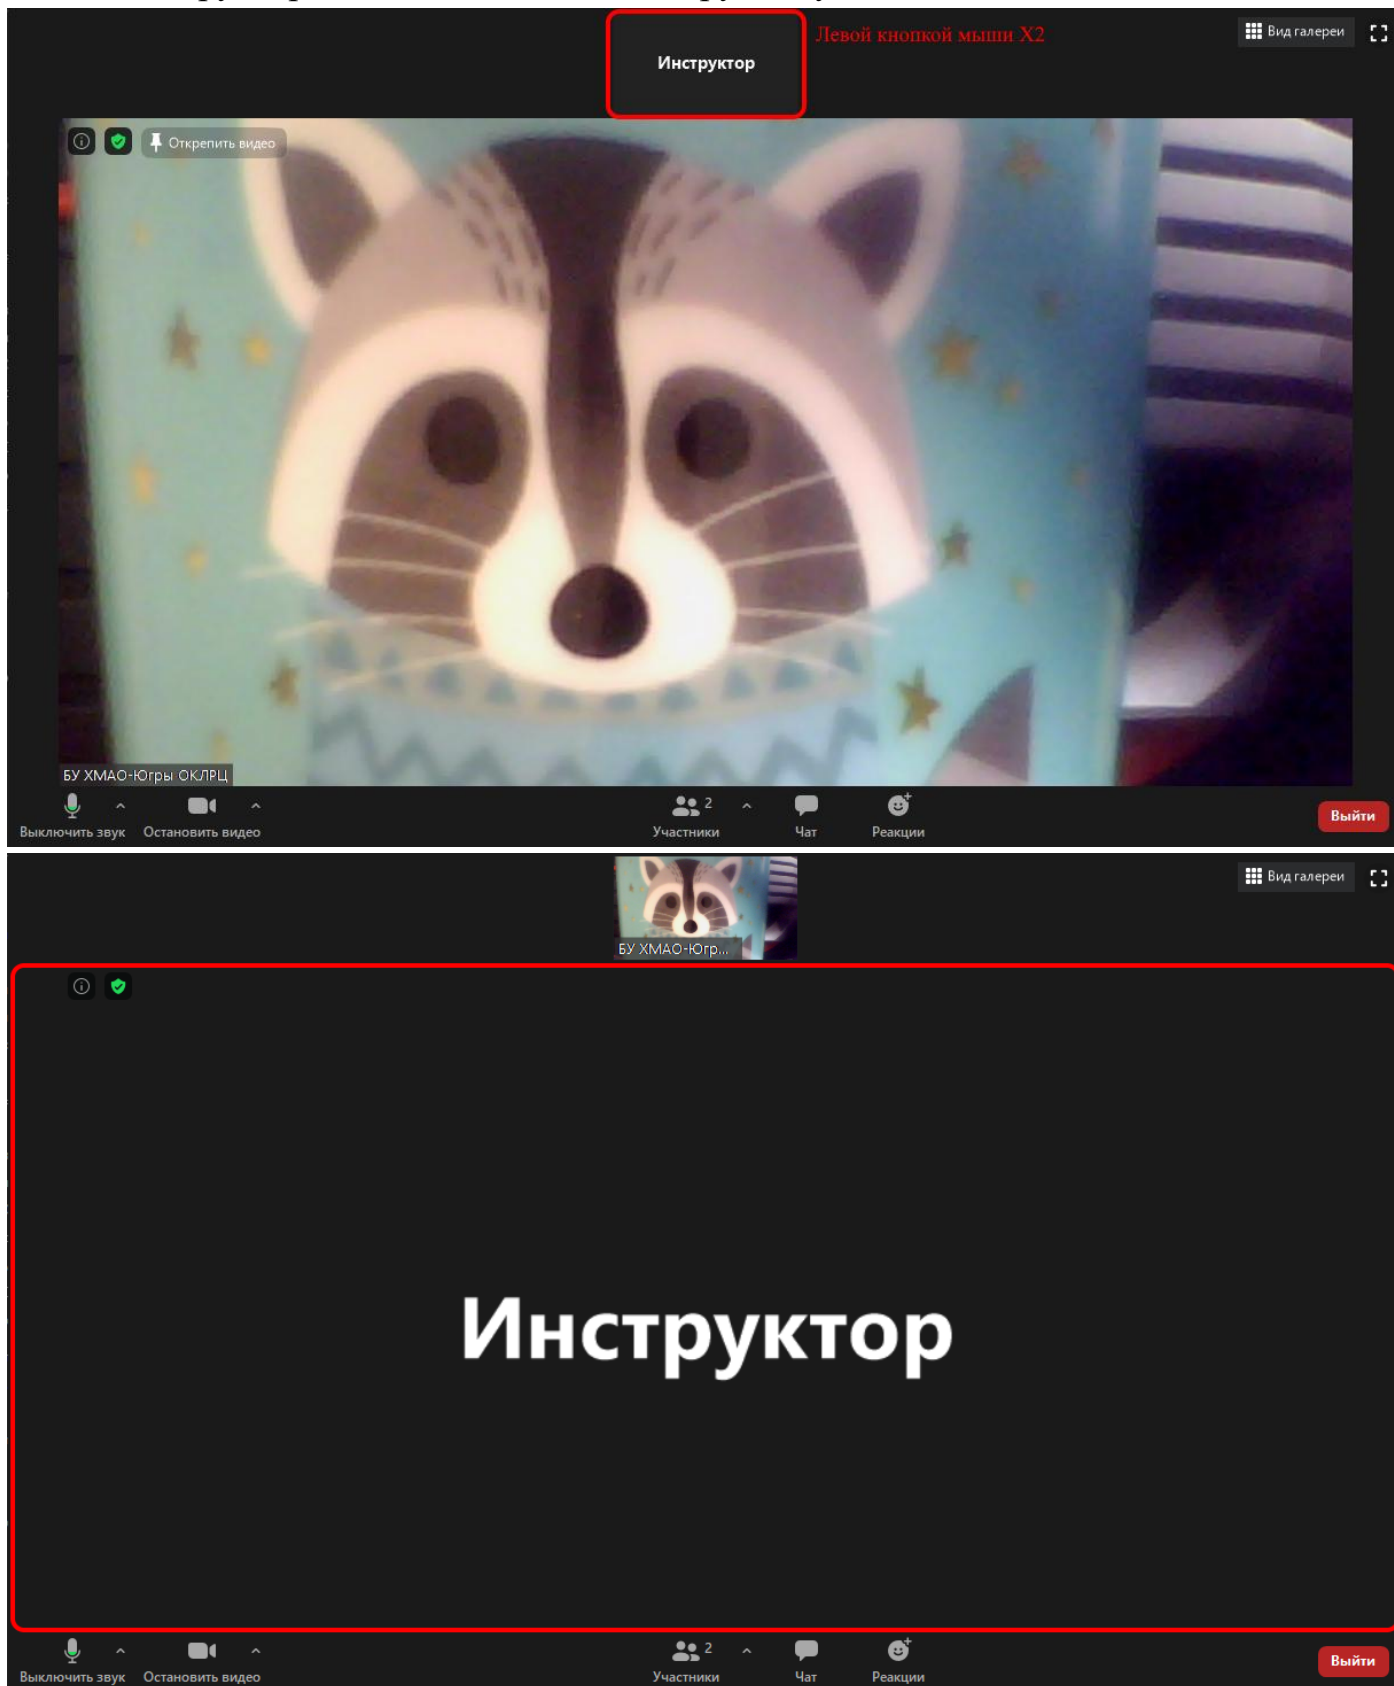 Инструктор
Левой кнопкой мыши X2
Вид галереи
Открепить видео
БУ ХМАО-Югры ОКЛРЦ
Выключить звук
Остановить видео
2
Участники
Чат
Реакции
Выйти
БУ ХМАО-Югр...
Вид галереи
Инструктор
Выключить звук
Остановить видео
2
Участники
Чат
Реакции
Выйти